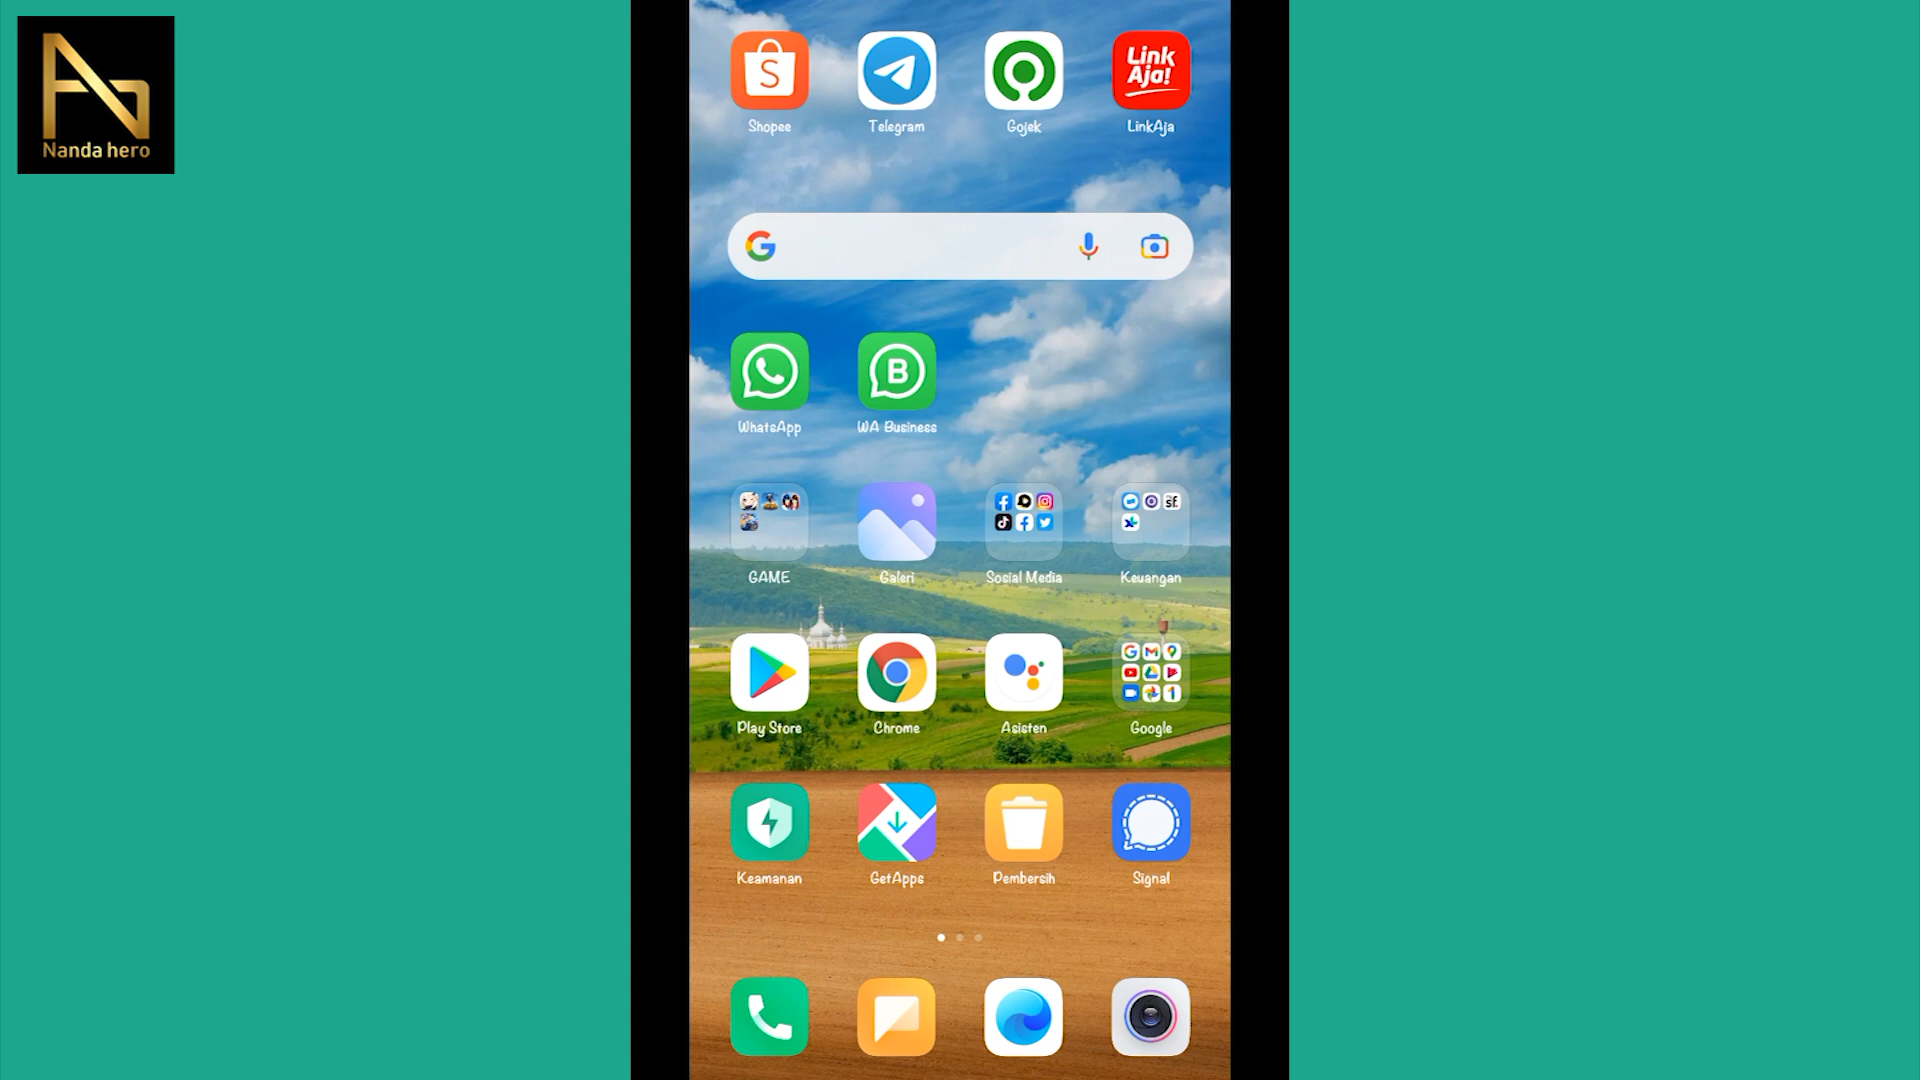 Nanda hero
Shopee
Telegram
Gojek
Link
Aja!
LinkAja
WhatsApp
WA Business
GAME
Galeri
Sosial Media
Keuangan
Play Store
Chrome
Asisten
Google
Keamanan
GetApps
Pembersih
Signal